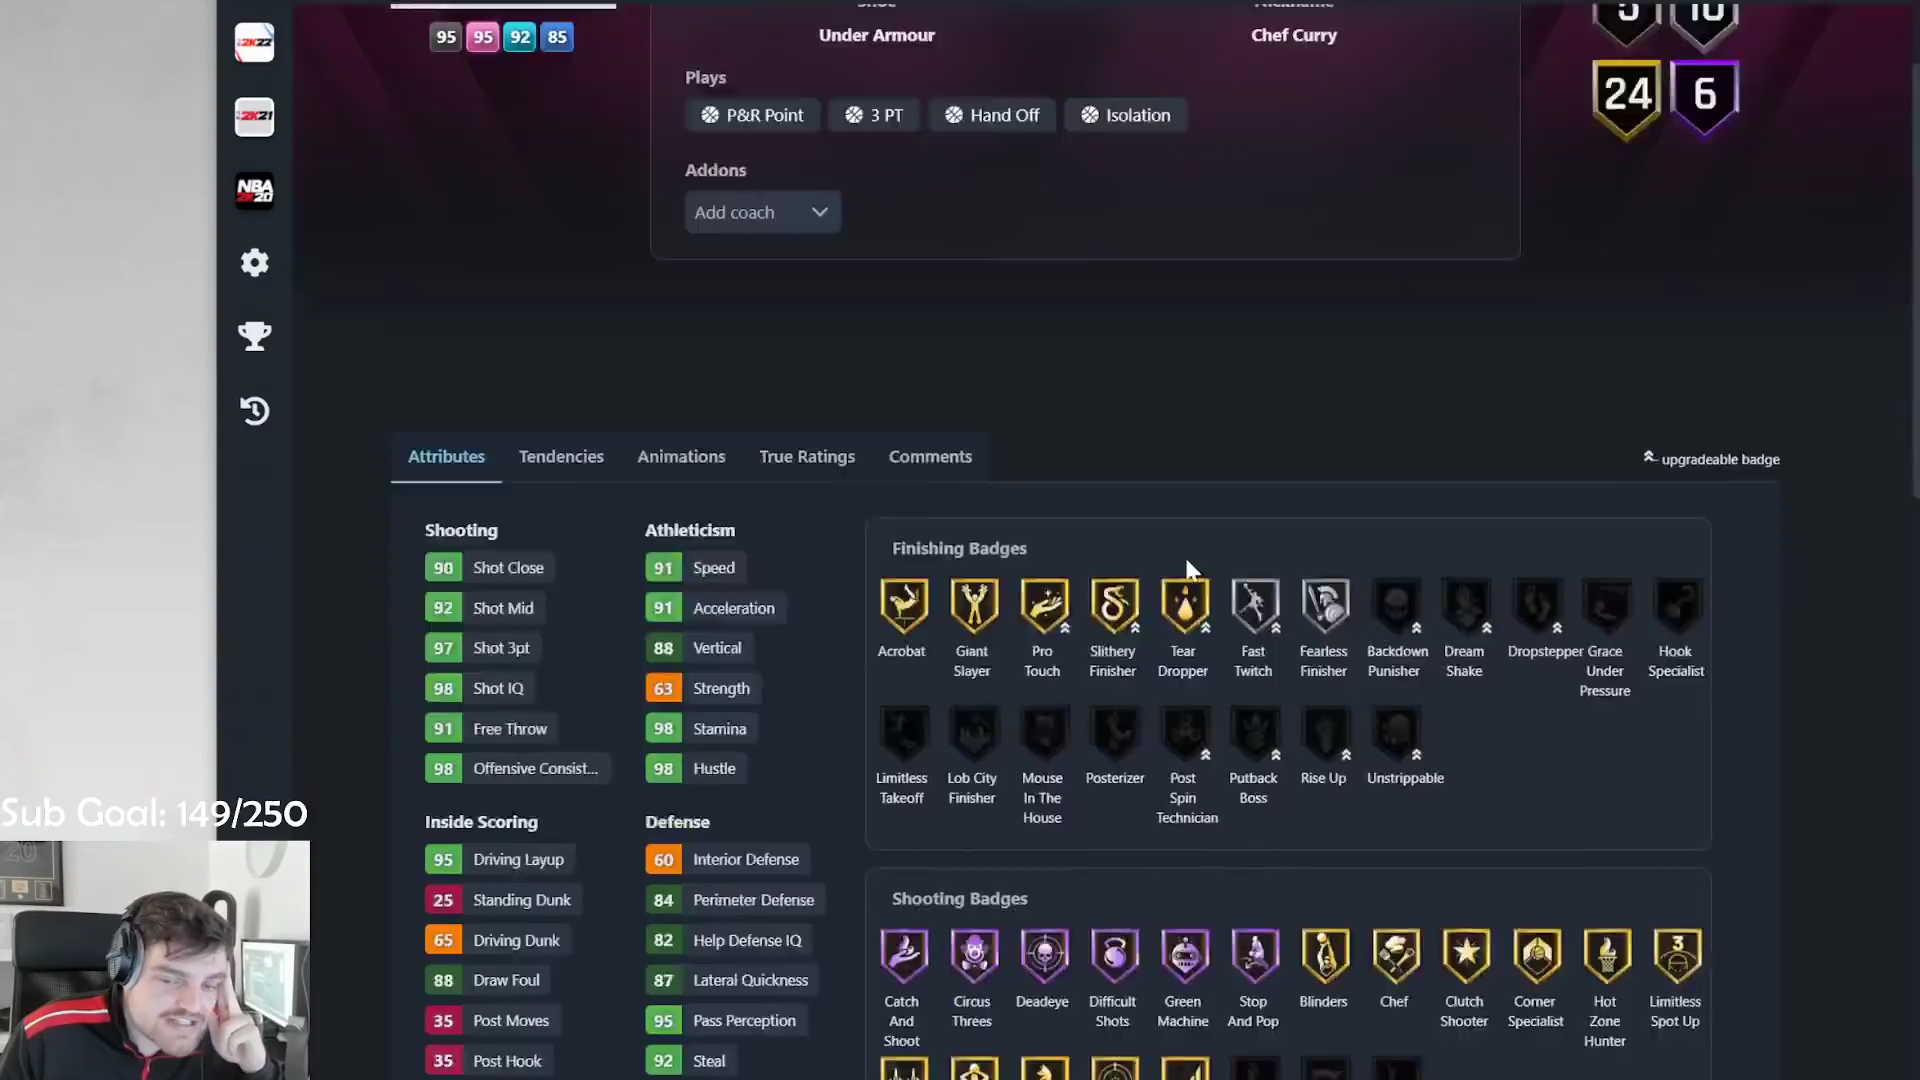 Shoe
Nickname
95 95 92 85
Under Armour
Chef Curry
5 10
24 6
Plays
P&R Point
3 PT
Hand Off
Isolation
Addons
Add coach
2K22
2K21
NBA
2K20
Attributes
Tendencies
Animations
True Ratings
Comments
upgradeable badge
Shooting
90 Shot Close
92 Shot Mid
97 Shot 3pt
98 Shot IQ
91 Free Throw
98 Offensive Consist...
Athleticism
91 Speed
91 Acceleration
88 Vertical
63 Strength
98 Stamina
98 Hustle
Inside Scoring
95 Driving Layup
25 Standing Dunk
65 Driving Dunk
88 Draw Foul
35 Post Moves
35 Post Hook
Defense
60 Interior Defense
84 Perimeter Defense
82 Help Defense IQ
87 Lateral Quickness
95 Pass Perception
92 Steal
Finishing Badges
Acrobat
Giant Slayer
Pro Touch
Slithery Finisher
Tear Dropper
Fast Twitch
Fearless Finisher
Backdown Punisher
Dream Shake
Dropstepper
Grace Under Pressure
Hook Specialist
Limitless Takeoff
Lob City Finisher
Mouse In The House
Posterizer
Post Spin Technician
Putback Boss
Rise Up
Unstrippable
Shooting Badges
Catch And Shoot
Circus Threes
Deadeye
Difficult Shots
Green Machine
Stop And Pop
Blinders
Chef
Clutch Shooter
Corner Specialist
Hot Zone Hunter
3
Limitless Spot Up
Sub Goal: 149/250